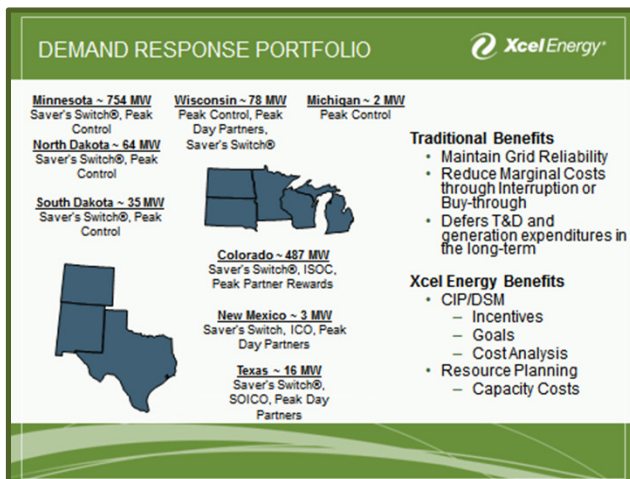 DEMAND RESPONSE PORTFOLIO
Xcel Energy®
Minnesota ~ 754 MW
Saver's Switch®, Peak
Control
North Dakota ~ 64 MW
Saver's Switch®, Peak
Control
South Dakota ~ 35 MW
Saver's Switch®, Peak
Control
Wisconsin ~ 78 MW
Peak Control, Peak
Day Partners,
Saver's Switch®
Michigan ~ 2 MW
Peak Control
Colorado ~ 487 MW
Saver's Switch®, ISOC,
Peak Partner Rewards
New Mexico ~ 3 MW
Saver's Switch, ICO, Peak
Day Partners
Texas ~ 16 MW
Saver's Switch®,
SOICO, Peak Day
Partners
Traditional Benefits
• Maintain Grid Reliability
• Reduce Marginal Costs
through Interruption or
Buy-through
• Defers T&D and
generation expenditures in
the long-term
Xcel Energy Benefits
• CIP/DSM
– Incentives
– Goals
– Cost Analysis
• Resource Planning
– Capacity Costs